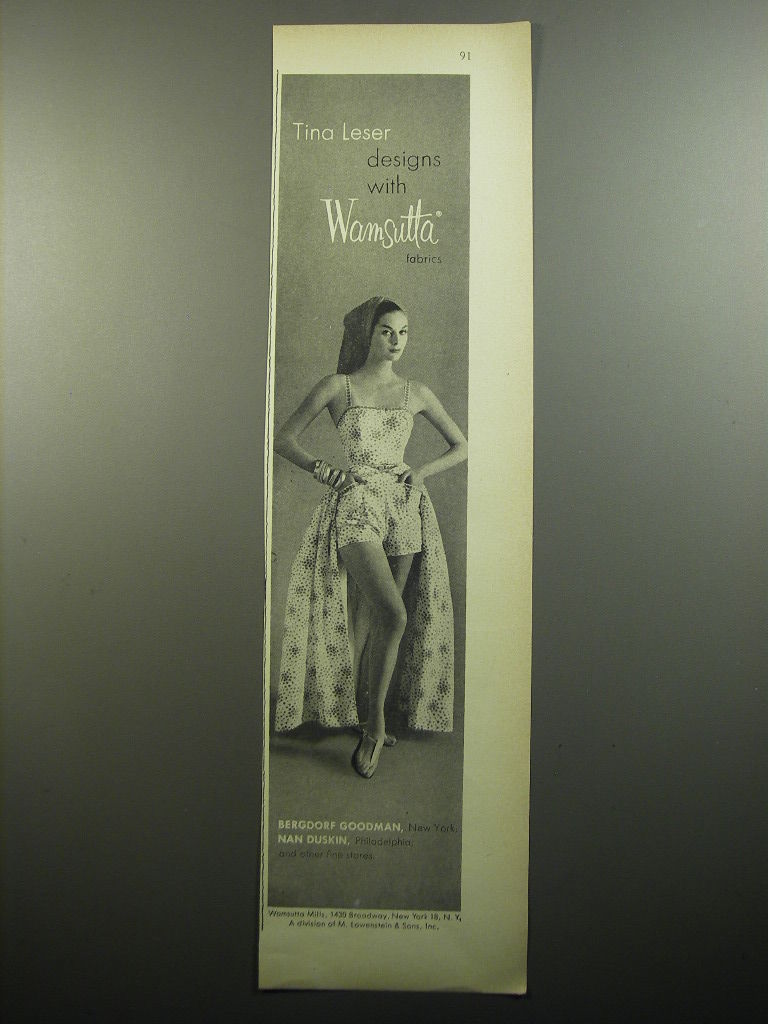 91
Tina Leser
designs
with
Wamsutta®
fabrics
BERGDORF GOODMAN, New York,
NAN DUSKIN, Philadelphia,
and other fine stores.
Wamsutta Mills, 1430 Broadway, New York 18, N. Y.
A division of M. Lowenstein & Sons, Inc.